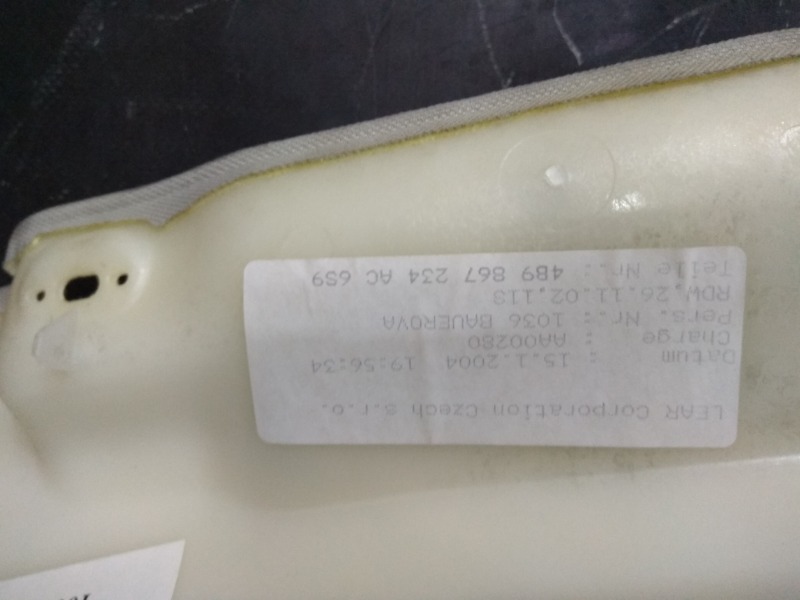 LEAR Corporation Czech s.r.o.
Datum : 15.1.2004 19:56:34
Charge : AA00280
Pers. Nr.: 1036 BAUEROVA
RDW.26.11.02.113
Teile Nr.: 4B9 867 234 AC 6S9